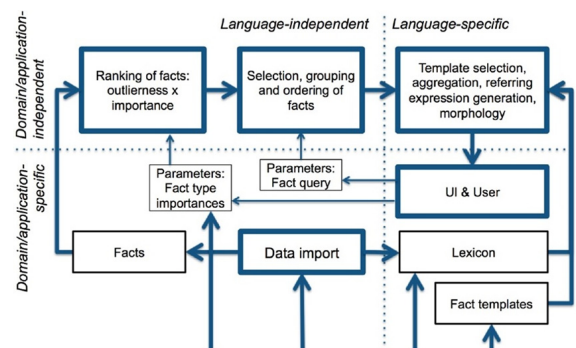 Language-independent
Language-specific
Domain/application-
independent
Ranking of facts:
outlierness x
importance
Selection, grouping
and ordering of
facts
Template selection,
aggregation, referring
expression generation,
morphology
Domain/application-
specific
Parameters:
Fact type
importances
Parameters:
Fact query
UI & User
Facts
Data import
Lexicon
Fact templates